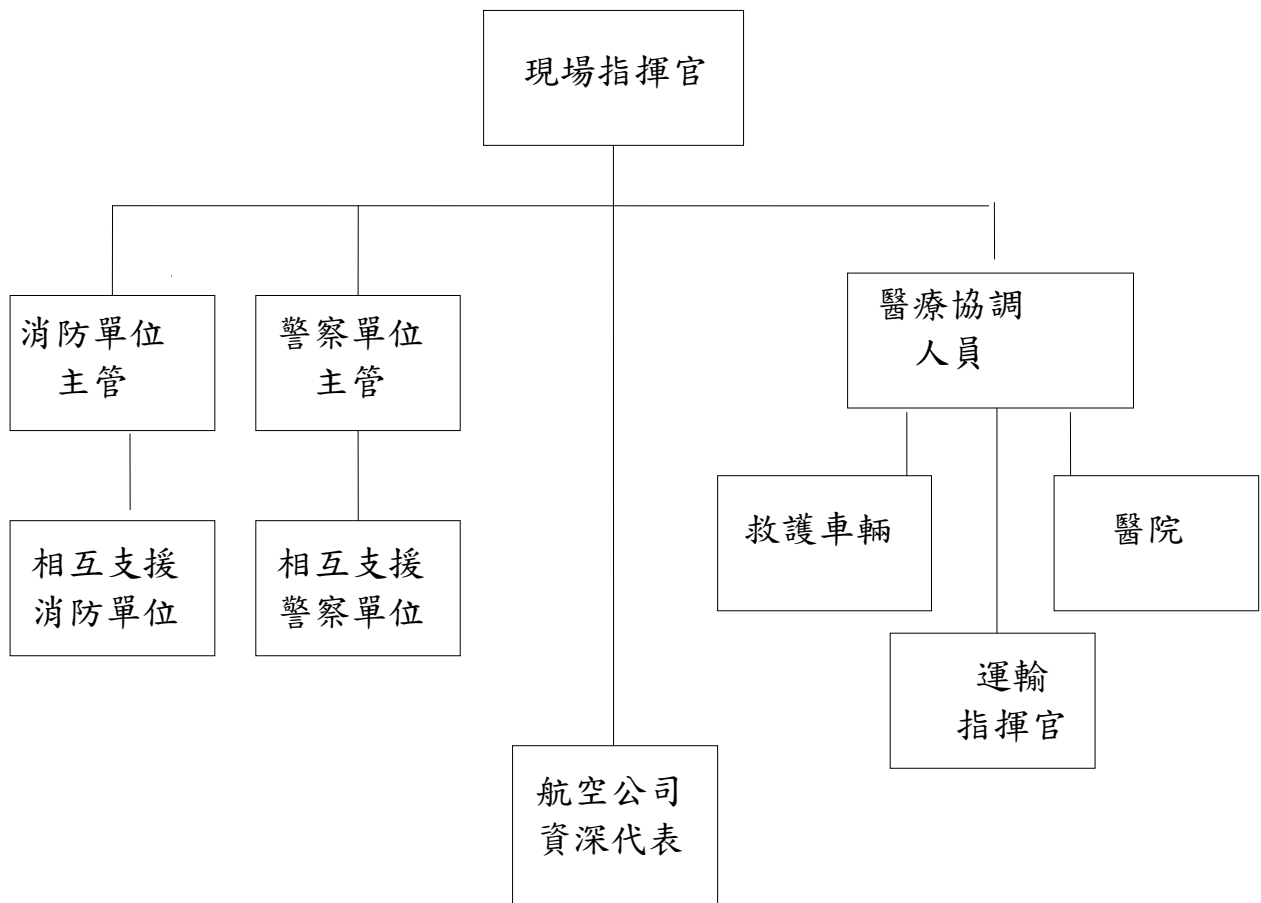 現場指揮官
消防單位
主管
警察單位
主管
醫療協調
人員
相互支援
消防單位
相互支援
警察單位
救護車輛
醫院
運輸
指揮官
航空公司
資深代表